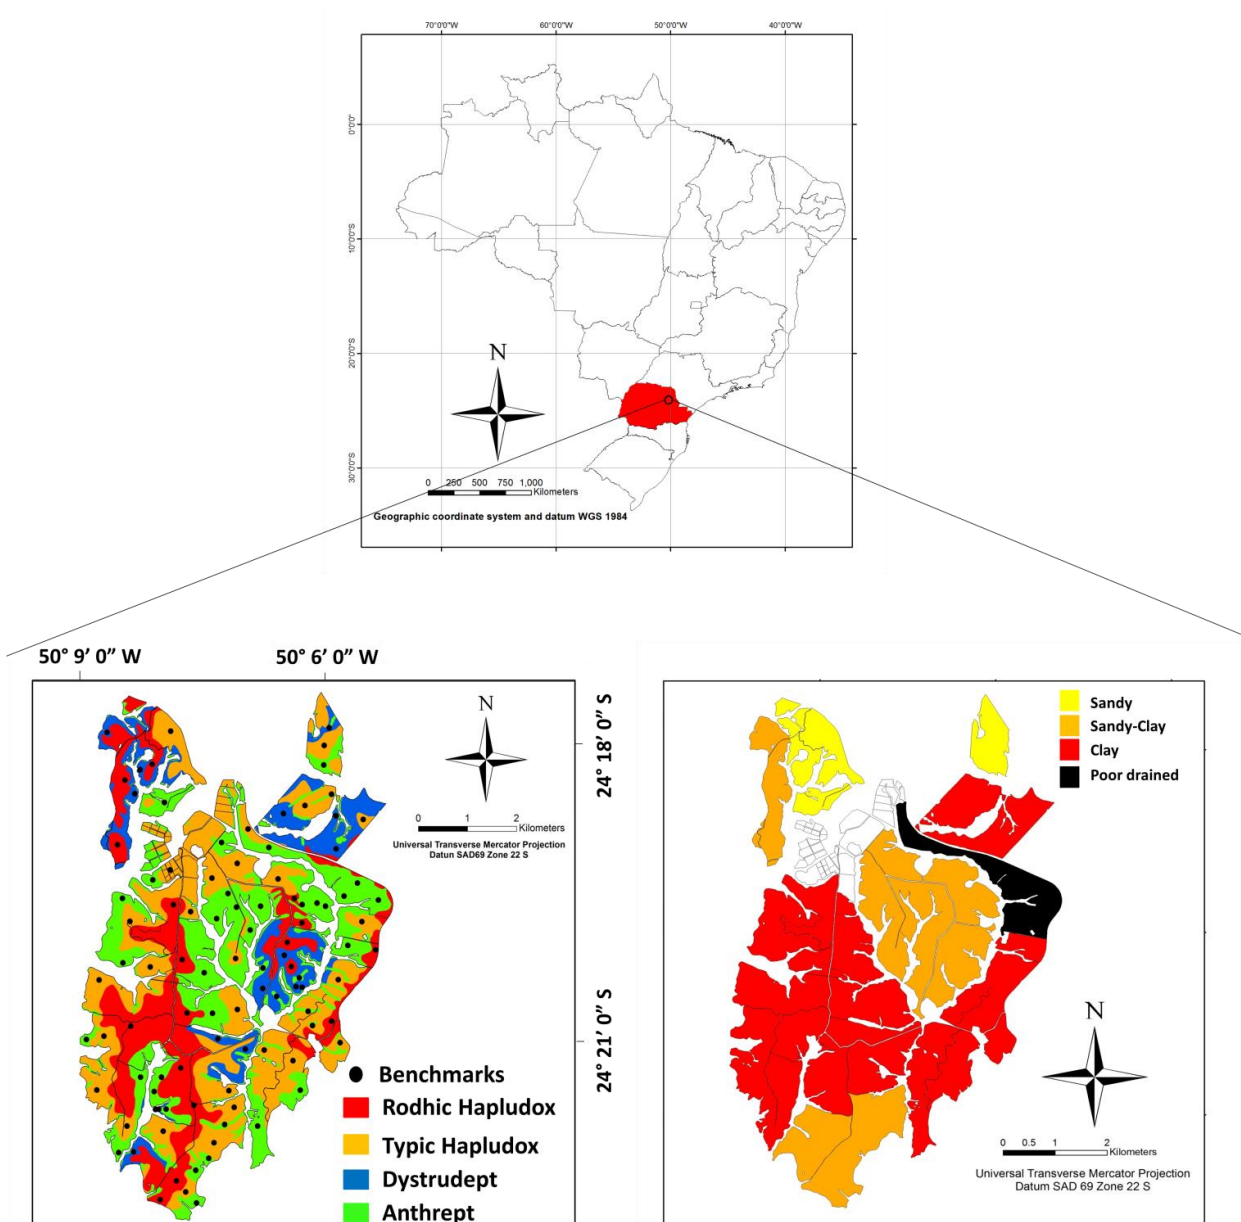 70°0'0"W 60°0'0"W 50°0'0"W 40°0'0"W
0°0'0"
10°0'0"S
20°0'0"S
30°0'0"S
N
0 250 500 750 1,000
Kilometers
Geographic coordinate system and datum WGS 1984
50° 9' 0” W 50° 6' 0” W
24° 18' 0” S
24° 21' 0” S
N
0 1 2
Kilometers
Universal Transverse Mercator Projection
Datun SAD69 Zone 22 S
Benchmarks
Rodhic Hapludox
Typic Hapludox
Dystrudept
Anthrept
Sandy
Sandy-Clay
Clay
Poor drained
N
0 0.5 1 2
Kilometers
Universal Transverse Mercator Projection
Datum SAD 69 Zone 22 S